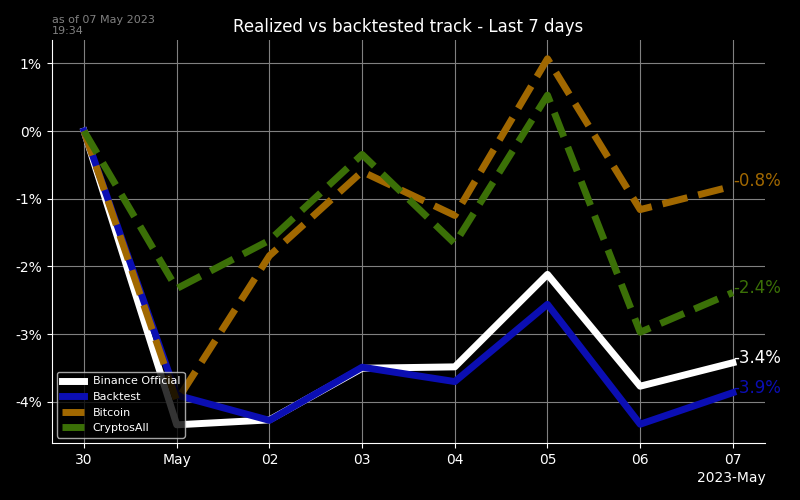 as of 07 May 2023
19:34
Realized vs backtested track - Last 7 days
1%
0%
-1%
-2%
-3%
-4%
-0.8%
-2.4%
-3.4%
-3.9%
Binance Official
Backtest
Bitcoin
CryptosAll
30 May 02 03 04 05 06 07
2023-May